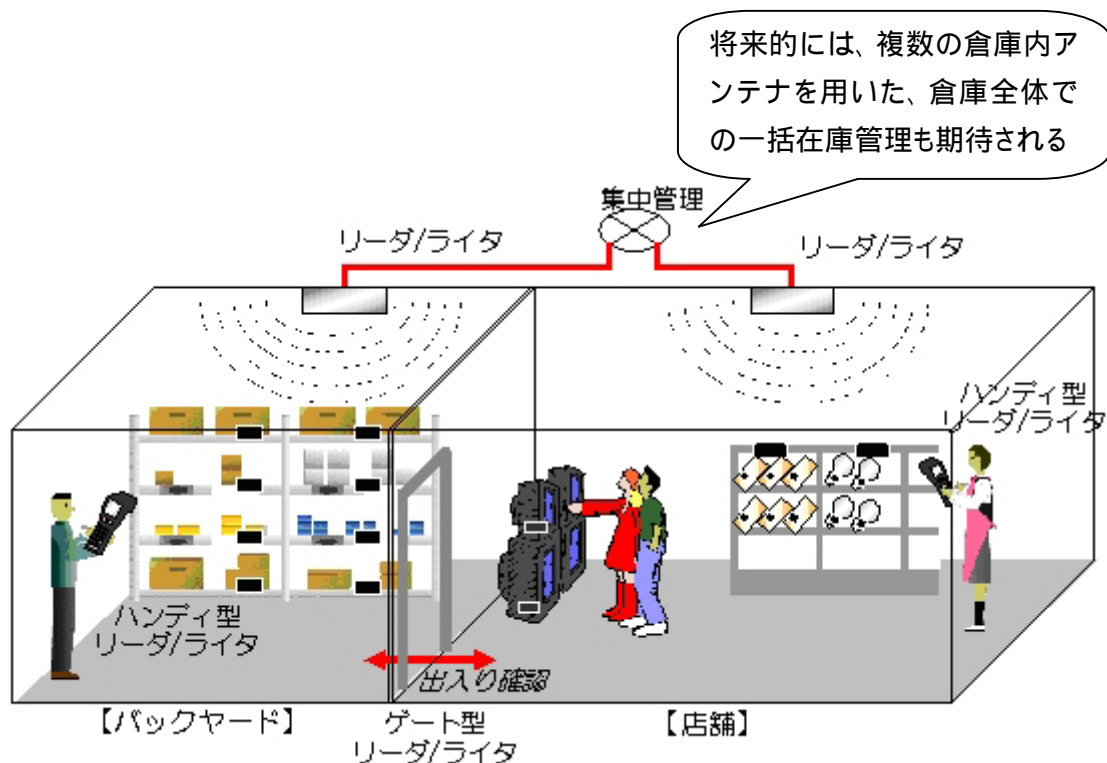 将来的には、複数の倉庫内ア
ンテナを用いた、倉庫全体で
の一括在庫管理も期待される
集中管理
リーダ/ライタ
リーダ/ライタ
ハンディ型
リーダ/ライタ
ハンディ型
リーダ/ライタ
出入り確認
【バックヤード】
ゲート型
リーダ/ライタ
【店舗】